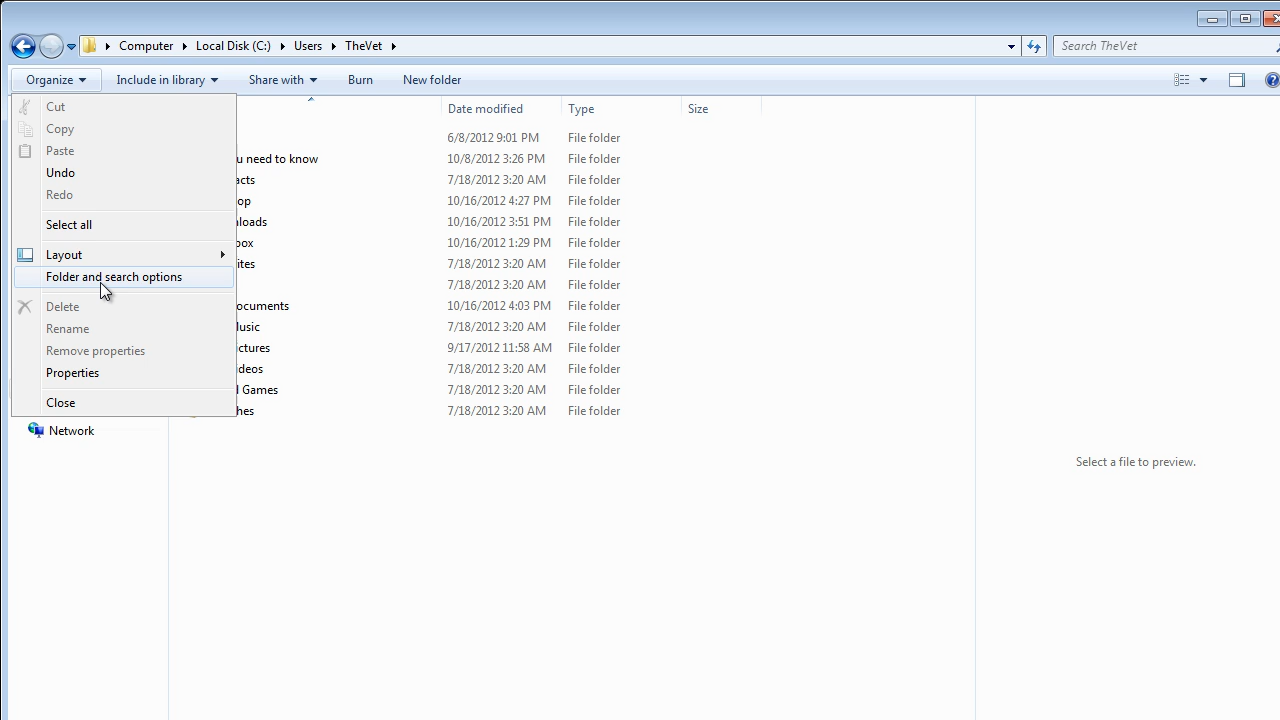 Computer Local Disk (C:) Users TheVet Search TheVet
Organize Include in library Share with Burn New folder
Date modified Type Size
Cut
Copy
Paste
Undo
Redo
Select all
Layout
Folder and search options
Delete
Rename
Remove properties
Properties
Close
Network
6/8/2012 9:01 PM File folder
u need to know 10/8/2012 3:26 PM File folder
acts 7/18/2012 3:20 AM File folder
op 10/16/2012 4:27 PM File folder
loads 10/16/2012 3:51 PM File folder
box 10/16/2012 1:29 PM File folder
ites 7/18/2012 3:20 AM File folder
7/18/2012 3:20 AM File folder
ocuments 10/16/2012 4:03 PM File folder
usic 7/18/2012 3:20 AM File folder
ictures 9/17/2012 11:58 AM File folder
deos 7/18/2012 3:20 AM File folder
l Games 7/18/2012 3:20 AM File folder
hes 7/18/2012 3:20 AM File folder
Select a file to preview.